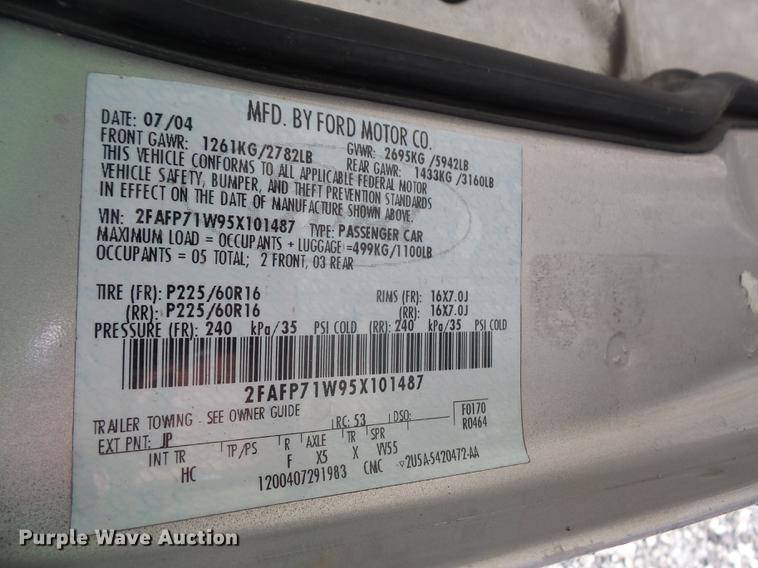 MFD. BY FORD MOTOR CO.
DATE: 07/04
GVWR: 2695KG/5942LB
FRONT GAWR: 1261KG/2782LB
REAR GAWR: 1433KG/3160LB
THIS VEHICLE CONFORMS TO ALL APPLICABLE FEDERAL MOTOR
VEHICLE SAFETY, BUMPER, AND THEFT PREVENTION STANDARDS
IN EFFECT ON THE DATE OF MANUFACTURE SHOWN ABOVE.
VIN: 2FAFP71W95X101487 TYPE: PASSENGER CAR
MAXIMUM LOAD = OCCUPANTS + LUGGAGE =499KG/1100LB
OCCUPANTS = 05 TOTAL; 2 FRONT, 03 REAR
TIRE (FR): P225/60R16 RIMS (FR): 16X7.0J
(RR): P225/60R16 (RR): 16X7.0J
PRESSURE (FR): 240 kPa/35 PSI COLD (RR): 240 kPa/35 PSI COLD
2FAFP71W95X101487
TRAILER TOWING - SEE OWNER GUIDE
EXT PNT: JP RC: 53 DSO: F0170
R0464
INT TR TP/PS R AXLE TR SPR
HC F X5 X VV55
1200407291983 CMC ▽2U5A-5420472-AA
Purple Wave Auction